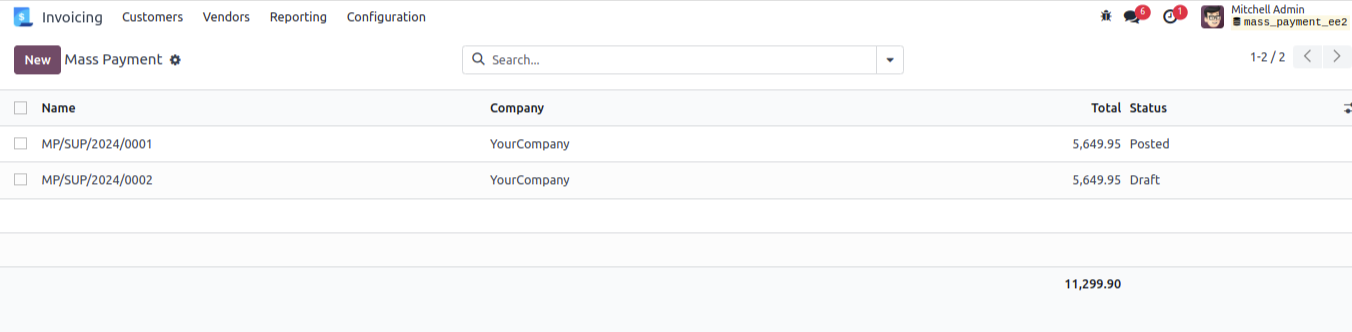 Invoicing Customers Vendors Reporting Configuration 6 1 Mitchell Admin
mass_payment_ee2
New Mass Payment Search... 1-2 / 2
Name Company Total Status
MP/SUP/2024/0001 YourCompany 5,649.95 Posted
MP/SUP/2024/0002 YourCompany 5,649.95 Draft
11,299.90